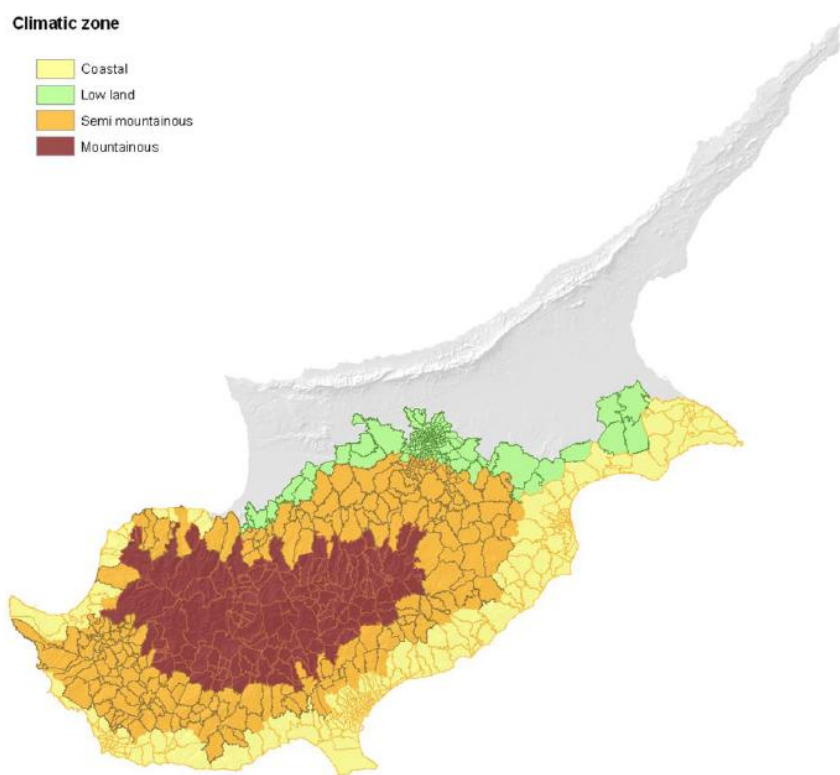 Climatic zone
Coastal
Low land
Semi mountainous
Mountainous